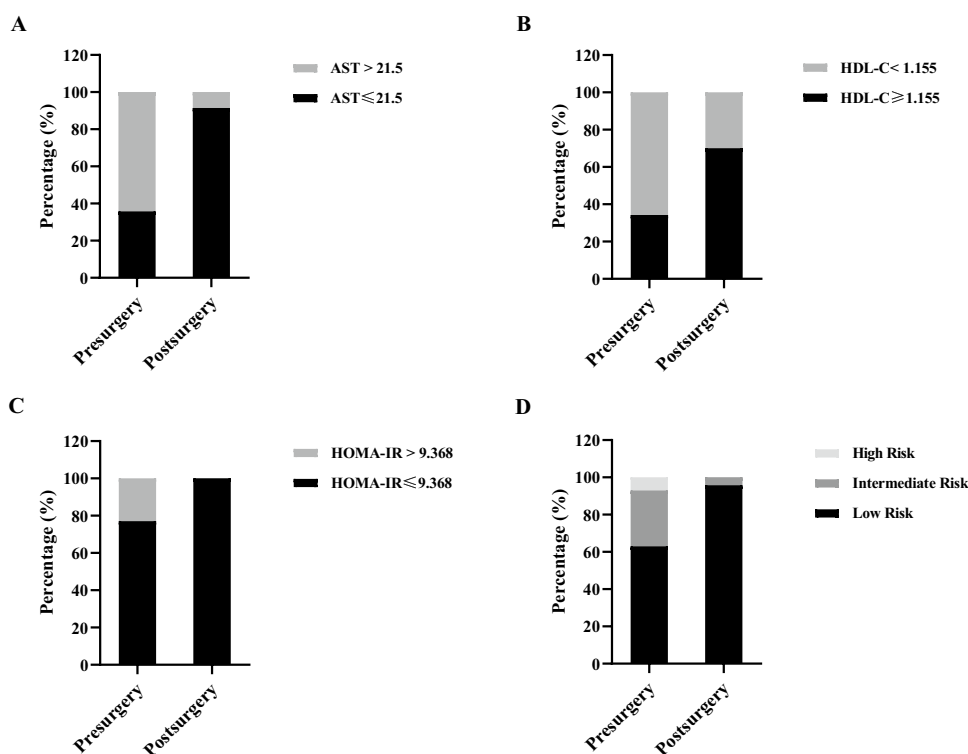 A
Percentage (%)
120
100
80
60
40
20
0
Presurgery
Postsurgery
AST > 21.5
AST≤21.5
B
Percentage (%)
120
100
80
60
40
20
0
Presurgery
Postsurgery
HDL-C< 1.155
HDL-C≥1.155
C
Percentage (%)
120
100
80
60
40
20
0
Presurgery
Postsurgery
HOMA-IR > 9.368
HOMA-IR≤9.368
D
Percentage (%)
120
100
80
60
40
20
0
Presurgery
Postsurgery
High Risk
Intermediate Risk
Low Risk